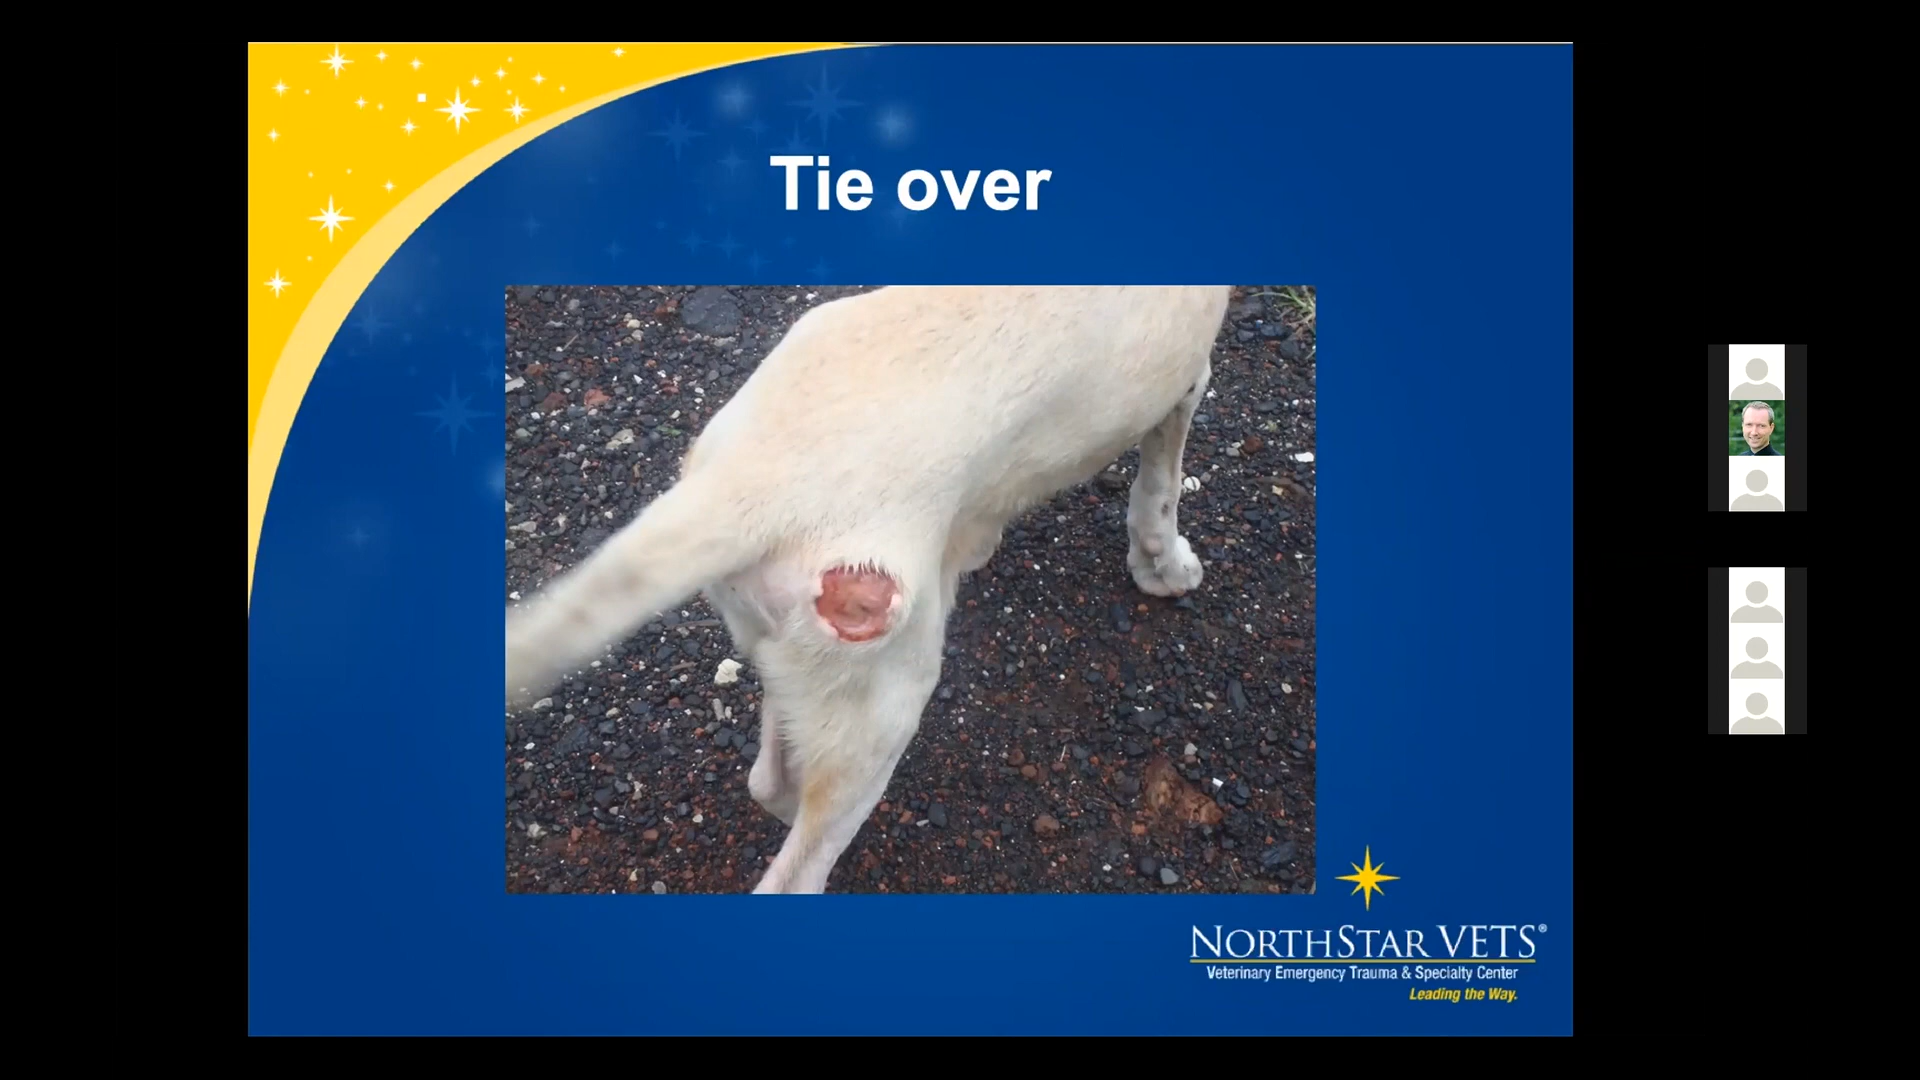 Tie over
NORTHSTAR VETS®
Veterinary Emergency Trauma & Specialty Center
Leading the Way.